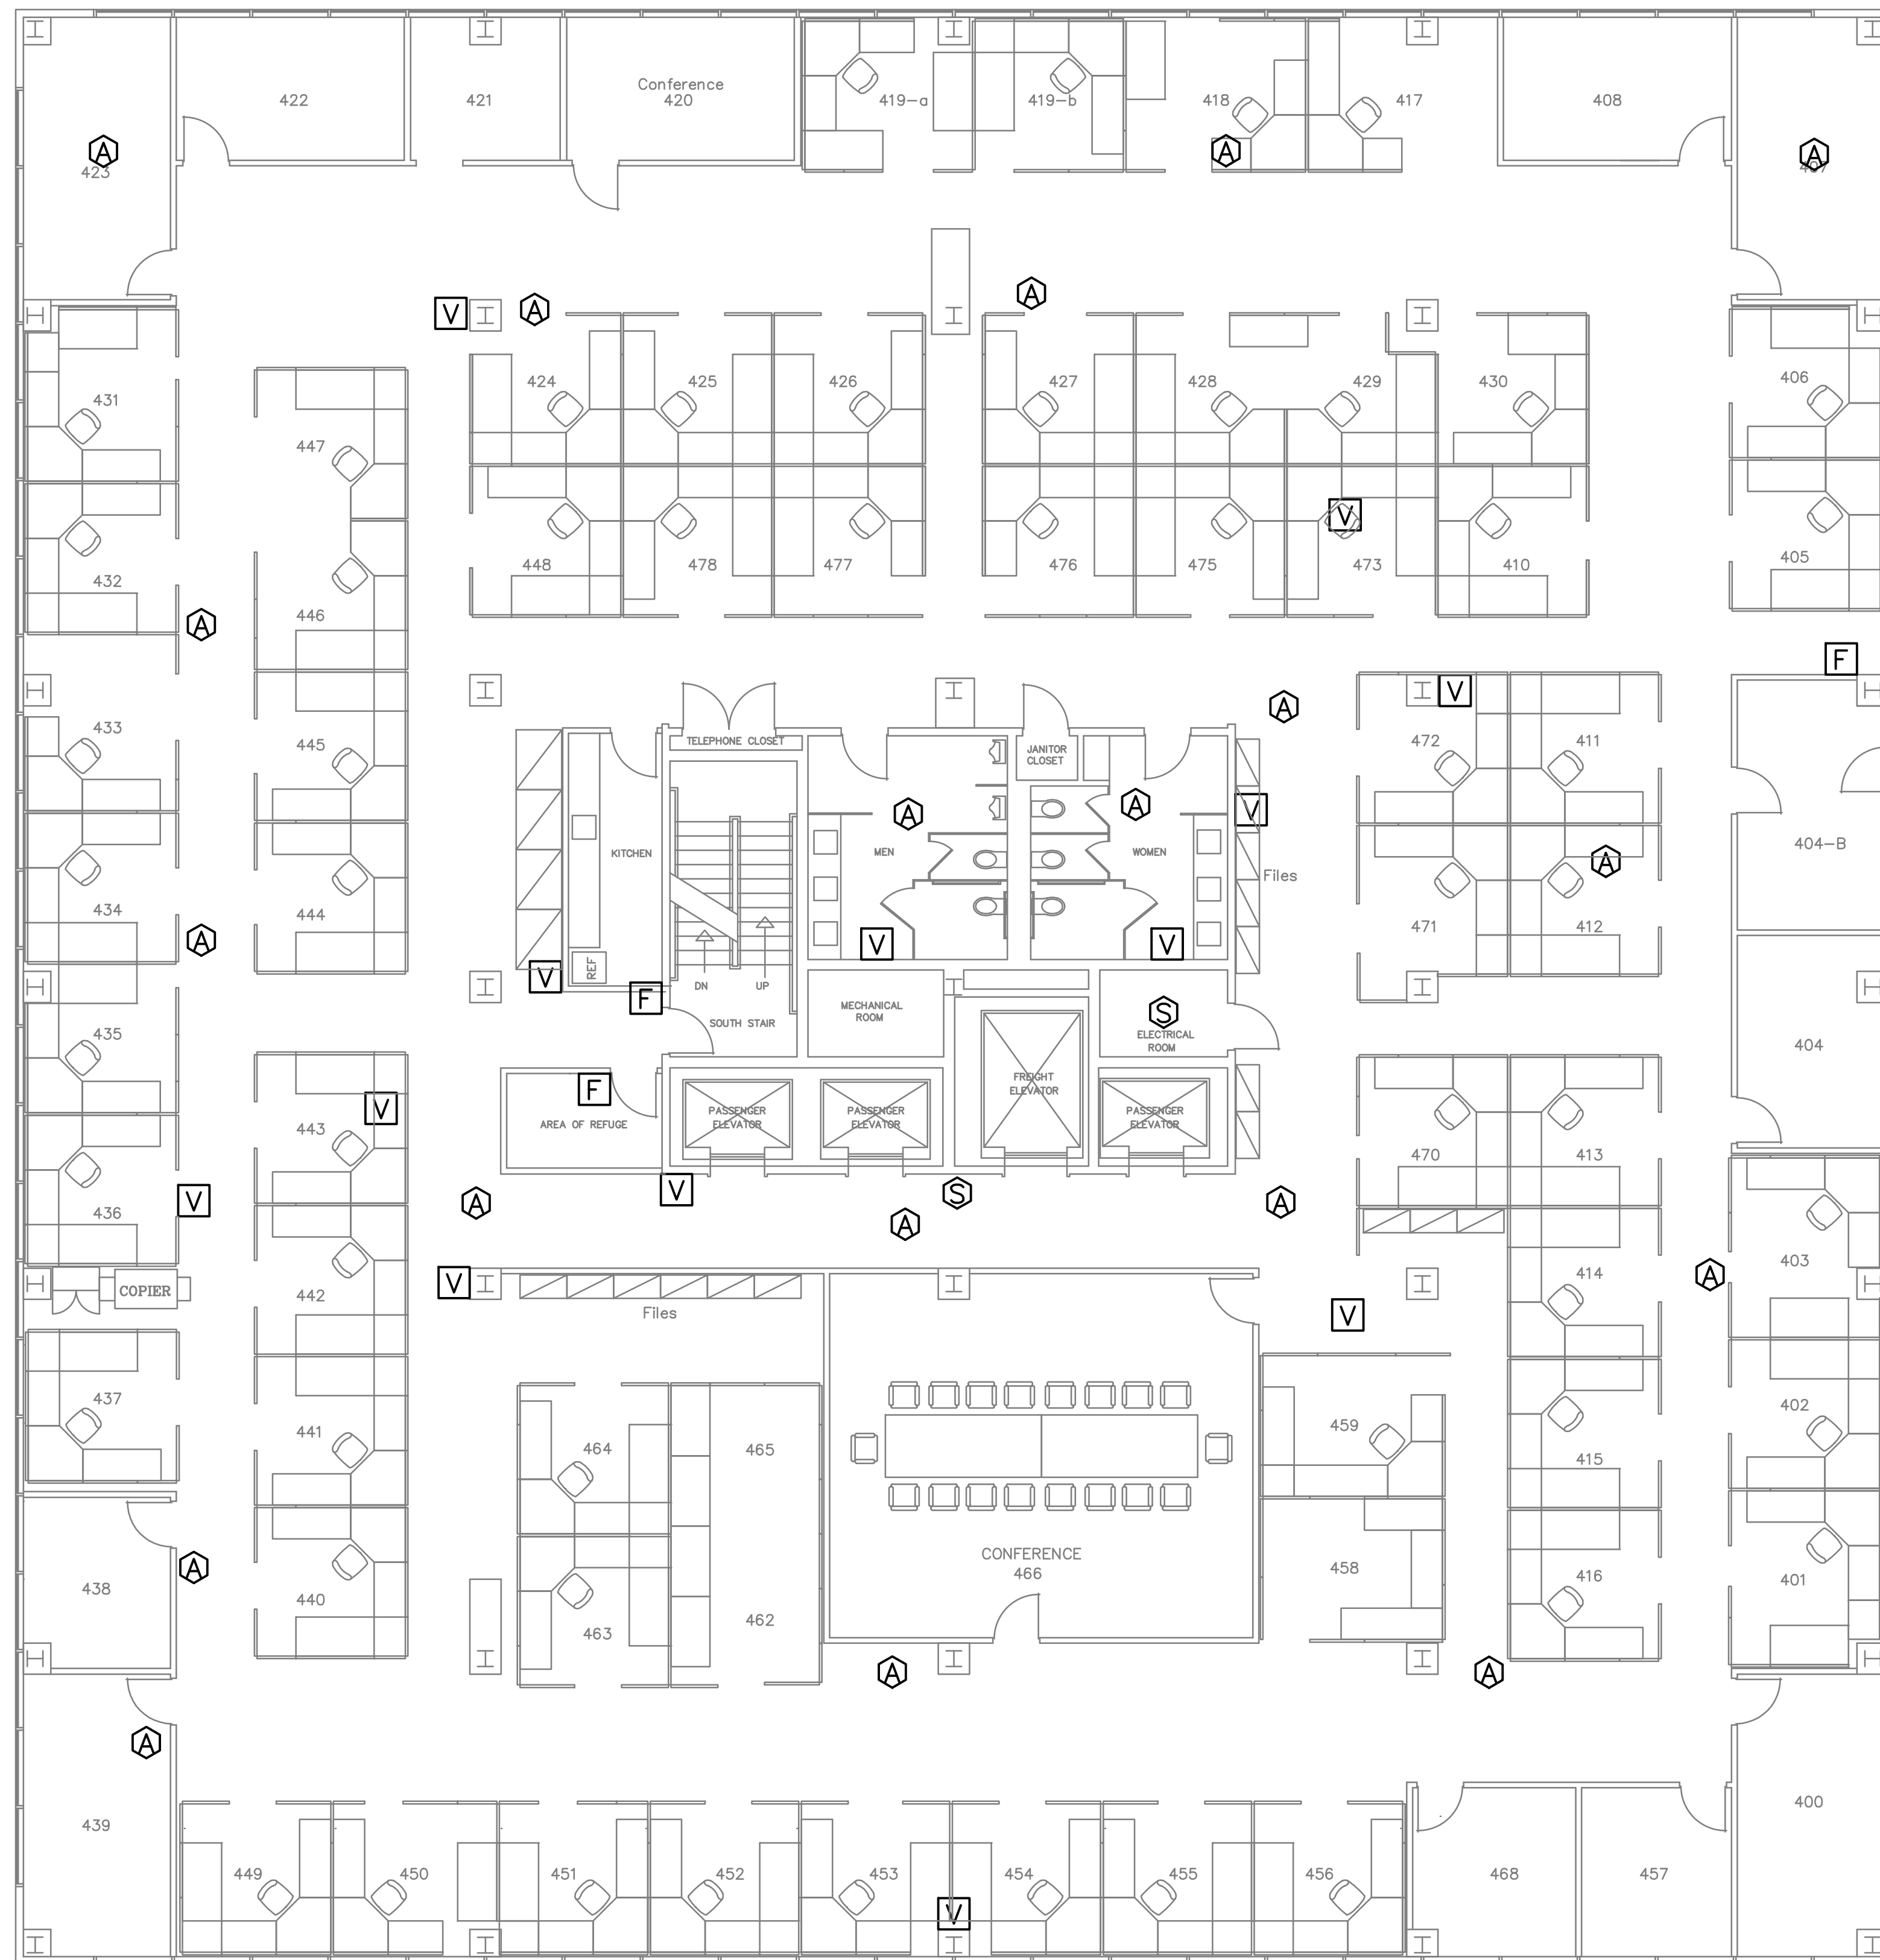 Conference
422
421
420
419-a
419-b
418
417
408
A
A
A
423
407
V
A
A
424
425
426
427
428
429
430
406
431
447
V
448
478
477
476
475
473
410
405
432
446
A
F
V
A
433
445
TELEPHONE CLOSET
JANITOR
CLOSET
472
411
A
A
V
KITCHEN
MEN
WOMEN
404-B
A
Files
434
444
471
412
A
V
V
V
REF
DN
UP
F
MECHANICAL
ROOM
S
SOUTH STAIR
ELECTRICAL
ROOM
435
404
F
FREIGHT
ELEVATOR
V
PASSENGER
ELEVATOR
PASSENGER
ELEVATOR
PASSENGER
ELEVATOR
AREA OF REFUGE
443
470
413
V
A
V
S
A
A
436
403
414
A
COPIER
442
V
Files
V
437
441
464
465
459
415
402
CONFERENCE
466
458
A
438
440
463
462
416
401
A
A
A
439
400
449
450
451
452
453
454
455
456
468
457
V